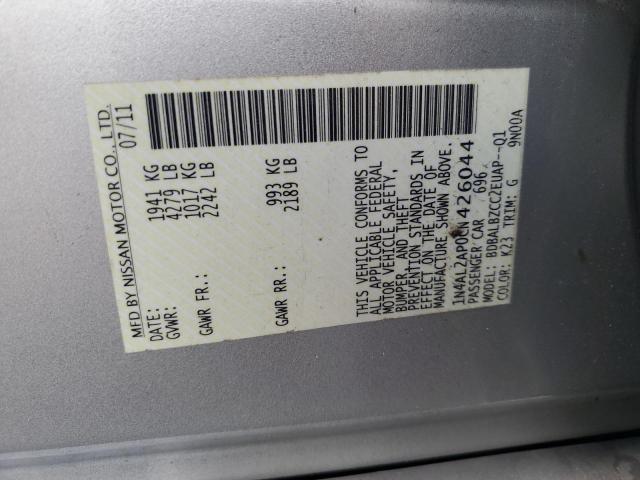 MFD BY NISSAN MOTOR CO., LTD.
DATE: 07/11
GVWR: 1941 KG
4279 LB
GAWR FR.: 1017 KG
2242 LB
GAWR RR.: 993 KG
2189 LB
THIS VEHICLE CONFORMS TO
ALL APPLICABLE FEDERAL
MOTOR VEHICLE SAFETY,
BUMPER, AND THEFT
PREVENTION STANDARDS IN
EFFECT ON THE DATE OF
MANUFACTURE SHOWN ABOVE.
1N4AL2AP0CN426044
PASSENGER CAR 696
MODEL: BDBALBZCC2EUAP--Q1
COLOR: K23 TRIM: G 9N00A